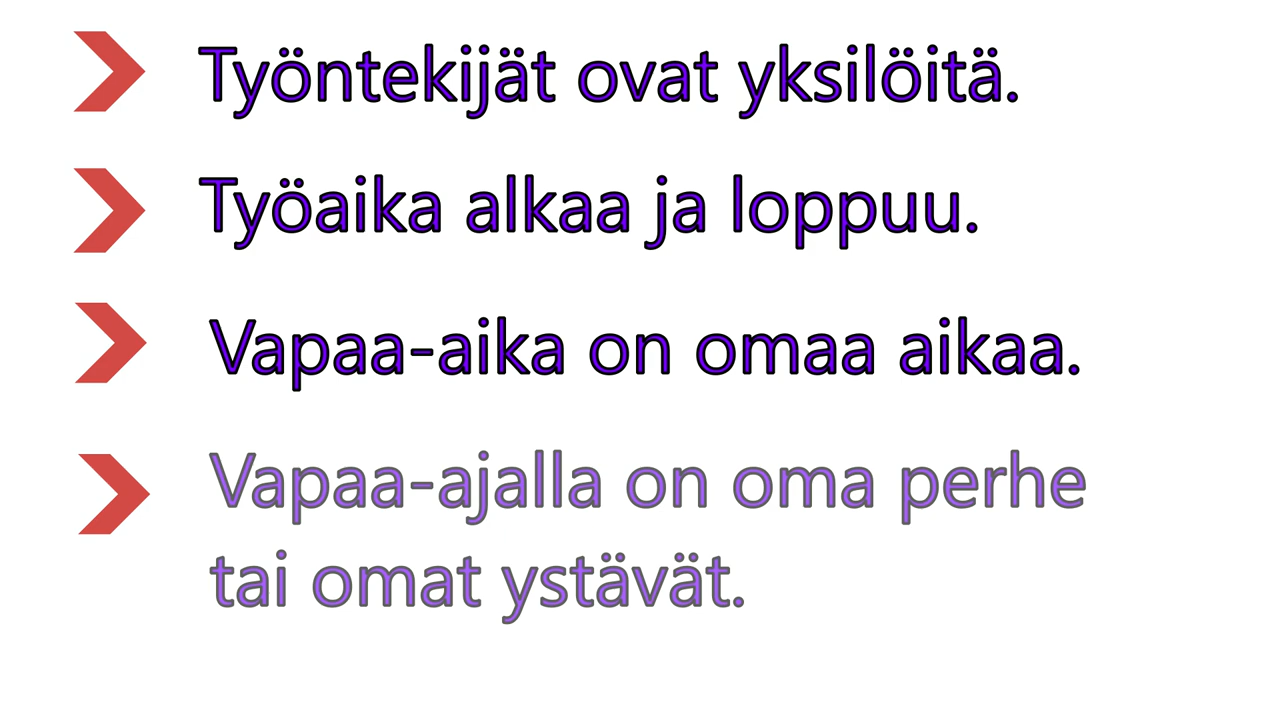 Työntekijät ovat yksilöitä.
Työaika alkaa ja loppuu.
Vapaa-aika on omaa aikaa.
Vapaa-ajalla on oma perhe
tai omat ystävät.